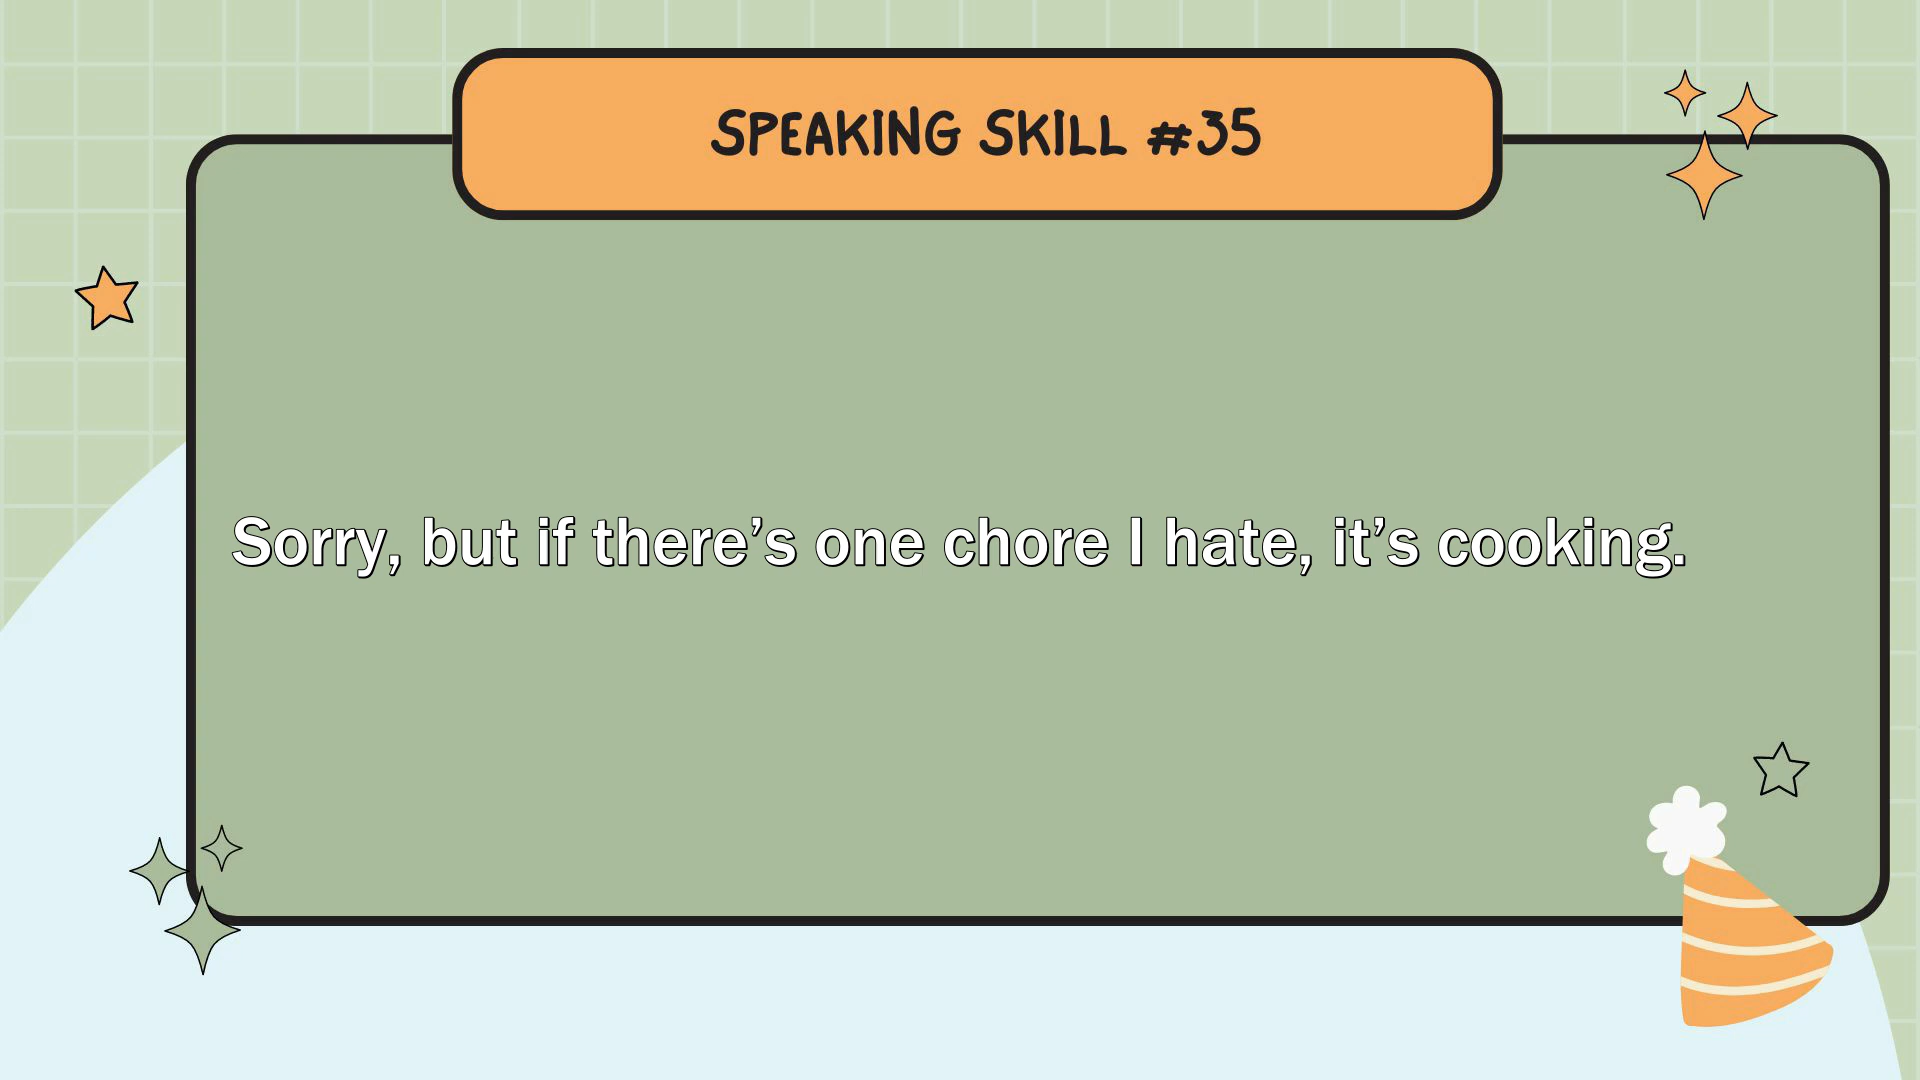 SPEAKING SKILL #35
Sorry, but if there’s one chore I hate, it’s cooking.